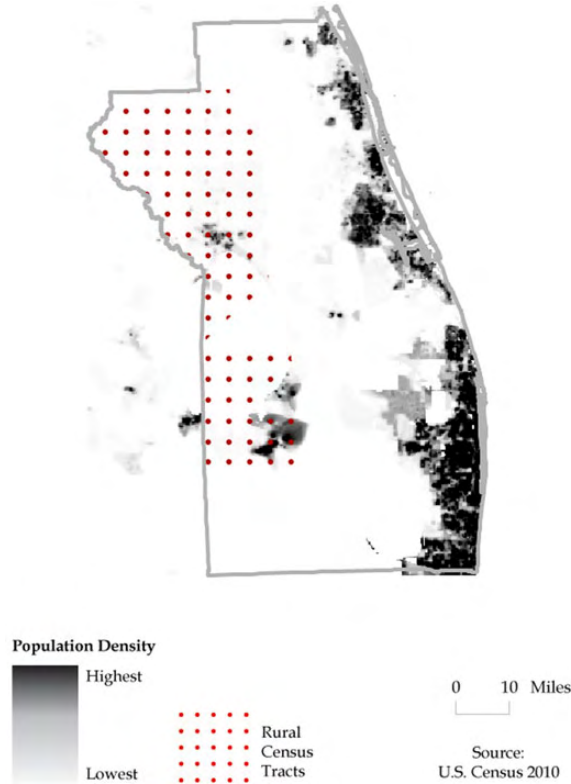 Population Density
Highest
Lowest
Rural
Census
Tracts
0 10 Miles
Source:
U.S. Census 2010